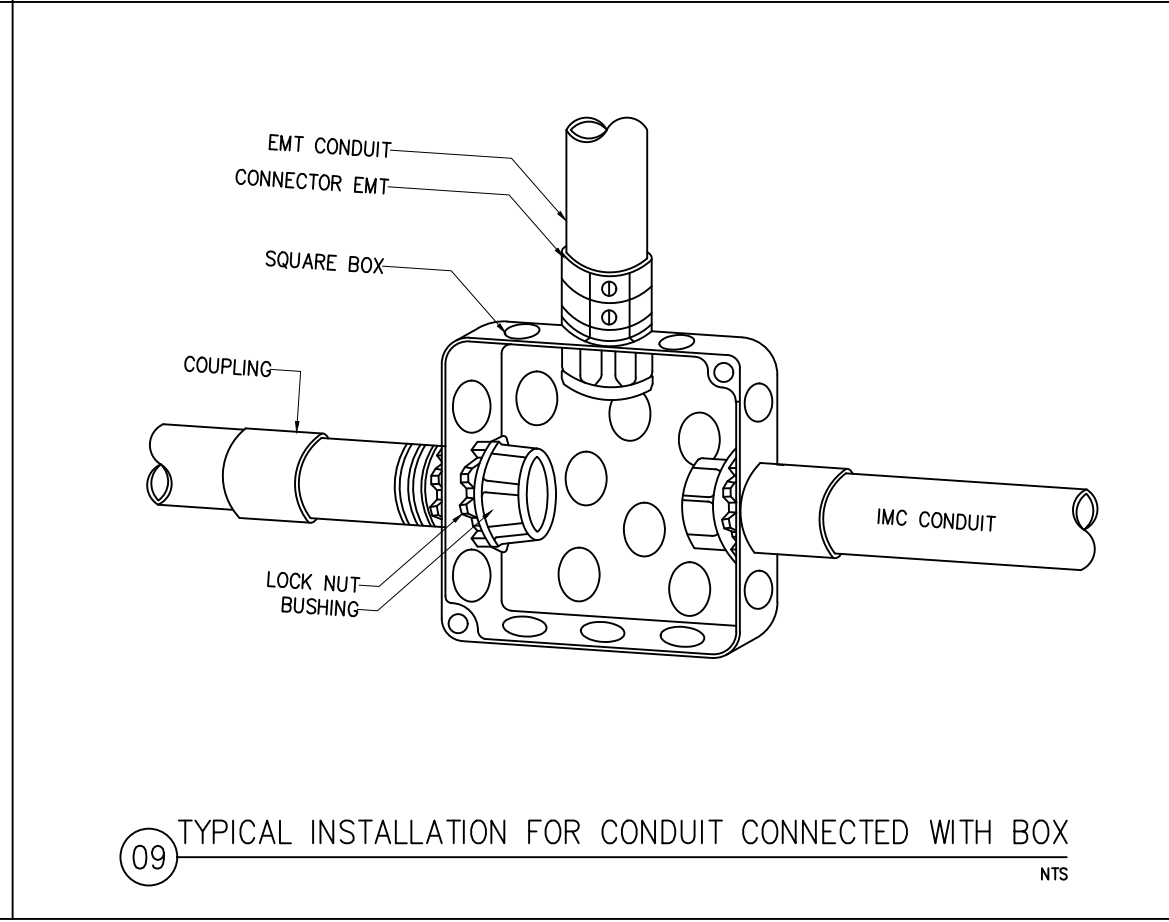 EMT CONDUIT
CONNECTOR EMT
SQUARE BOX
COUPLING
IMC CONDUIT
LOCK NUT
BUSHING
09
TYPICAL INSTALLATION FOR CONDUIT CONNECTED WITH BOX
NTS